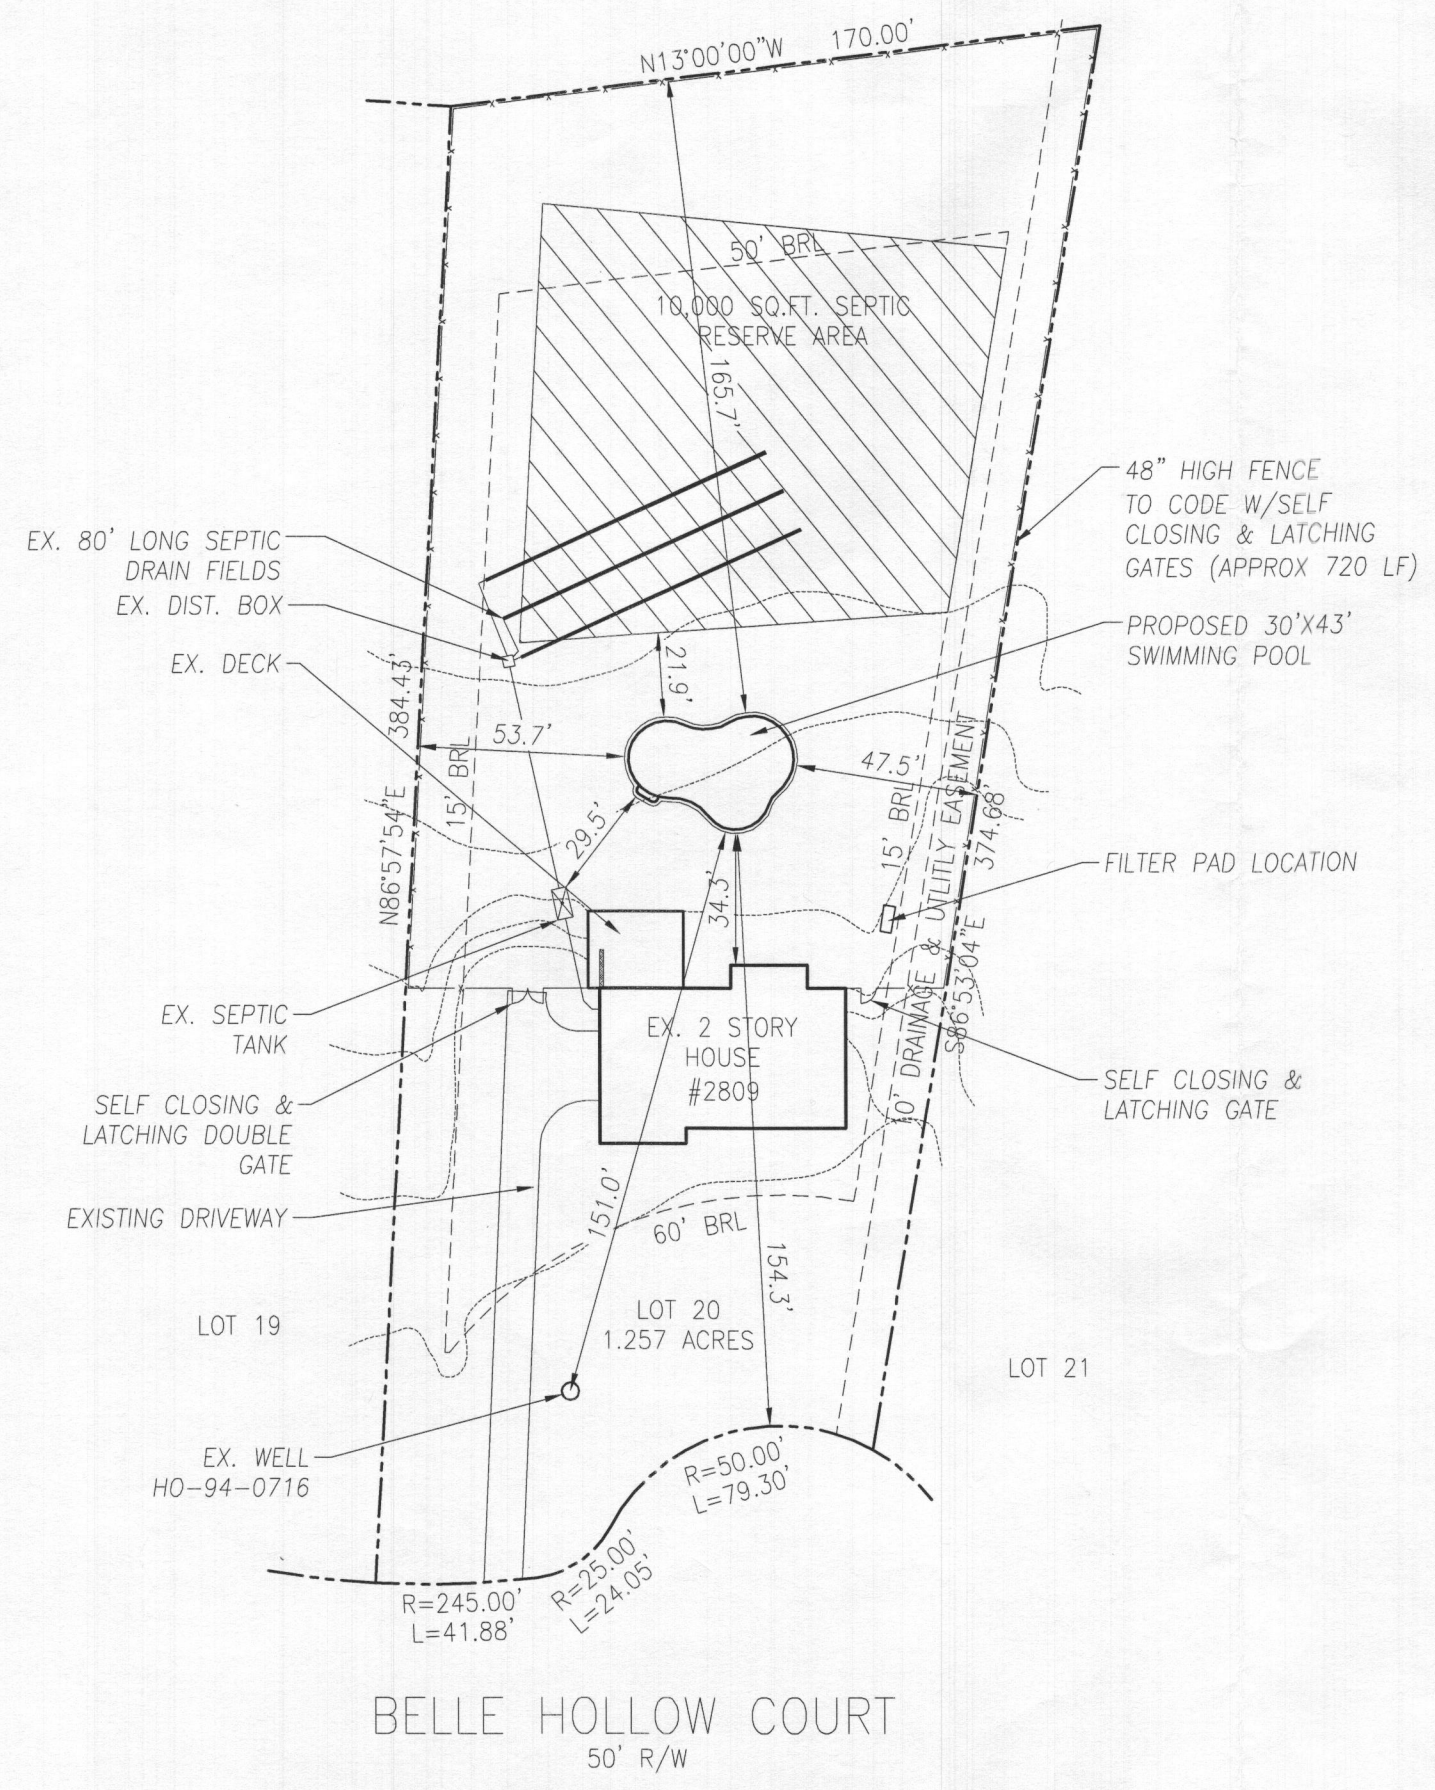 N13°00'00"W 170.00'
50' BRL
10,000 SQ.FT. SEPTIC
RESERVE AREA
165.7'
48" HIGH FENCE
TO CODE W/SELF
CLOSING & LATCHING
GATES (APPROX 720 LF)
EX. 80' LONG SEPTIC
DRAIN FIELDS
EX. DIST. BOX
EX. DECK
PROPOSED 30'X43'
SWIMMING POOL
21.9'
53.7'
47.5'
N86°57'54"E 384.43'
15' BRL
29.5'
34.3'
15' BRL
10' DRAINAGE & UTLITLY EASEMENT
S86°53'04"E 374.68'
FILTER PAD LOCATION
EX. SEPTIC
TANK
EX. 2 STORY
HOUSE
#2809
SELF CLOSING &
LATCHING DOUBLE
GATE
SELF CLOSING &
LATCHING GATE
EXISTING DRIVEWAY
151.0'
60' BRL
154.3'
LOT 19
LOT 20
1.257 ACRES
LOT 21
EX. WELL
HO-94-0716
R=50.00'
L=79.30'
R=25.00'
L=24.05'
R=245.00'
L=41.88'
BELLE HOLLOW COURT
50' R/W